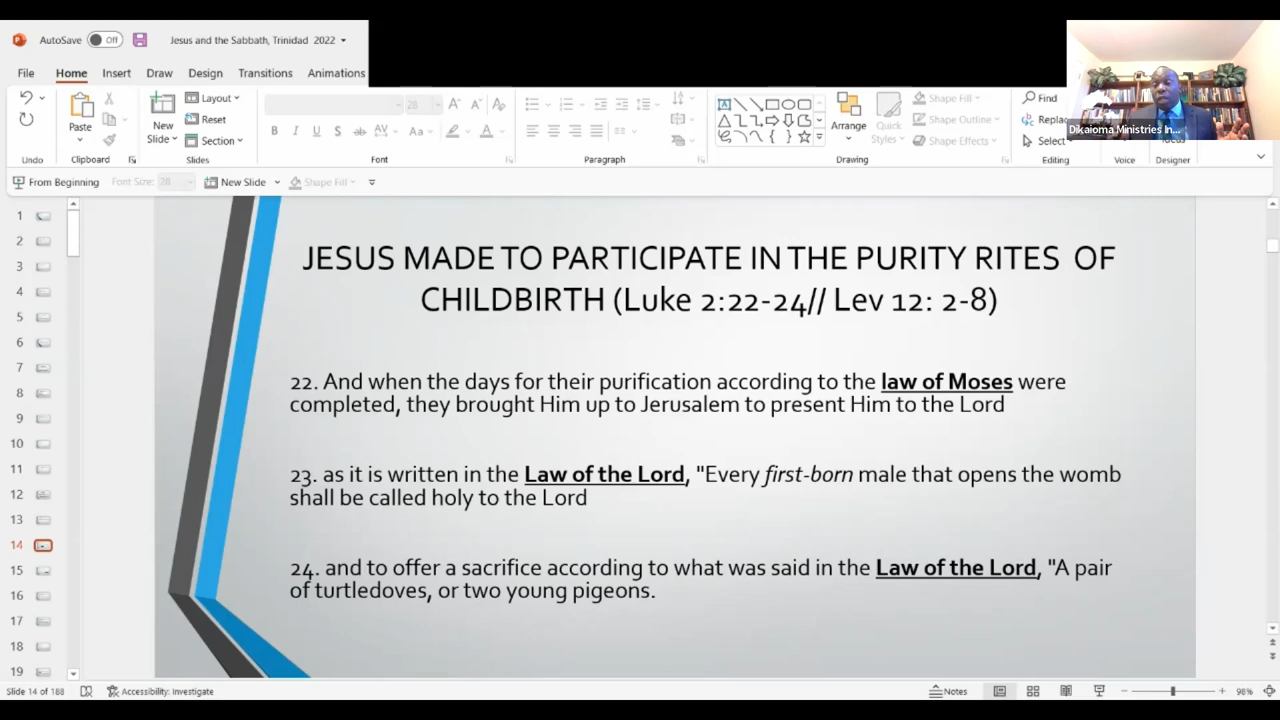 AutoSave Off Jesus and the Sabbath, Trinidad 2022
File Home Insert Draw Design Transitions Animations
Dikaioma Ministries In...
Paste
New Slide
Layout
Reset
Section
28
B I U S ab AV Aa A
Arrange
Quick Styles
Shape Fill
Shape Outline
Shape Effects
Find
Select
Undo Clipboard Slides Font Paragraph Drawing Editing Voice Designer
From Beginning Font Size: 28 New Slide Shape Fill
1
2
3
4
5
6
7
8
9
10
11
12
13
14
15
16
17
18
19
JESUS MADE TO PARTICIPATE IN THE PURITY RITES OF
CHILDBIRTH (Luke 2:22-24// Lev 12: 2-8)
22. And when the days for their purification according to the law of Moses were
completed, they brought Him up to Jerusalem to present Him to the Lord
23. as it is written in the Law of the Lord, "Every first-born male that opens the womb
shall be called holy to the Lord
24. and to offer a sacrifice according to what was said in the Law of the Lord, "A pair
of turtledoves, or two young pigeons.
Slide 14 of 188 Accessibility: Investigate Notes 98%